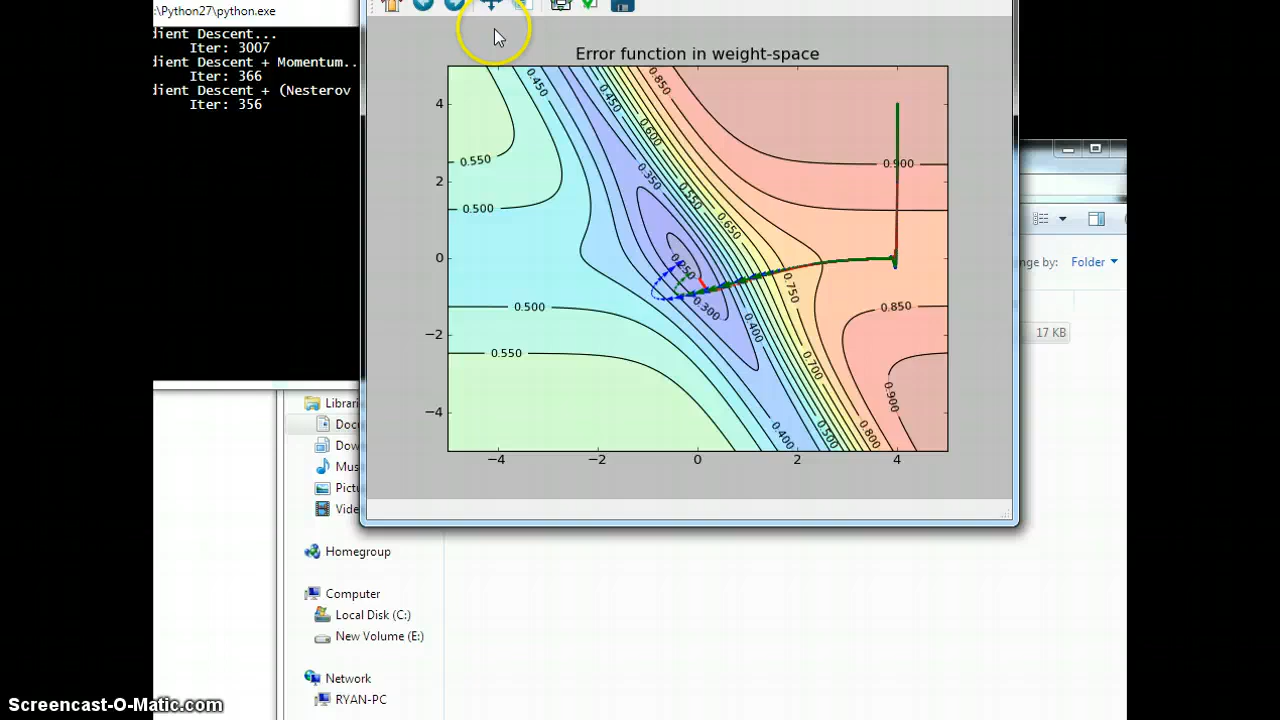 :\Python27\python.exe
dient Descent...
Iter: 3007
dient Descent + Momentum..
Iter: 366
dient Descent + (Nesterov
Iter: 356
Error function in weight-space
4
2
0
−2
−4
−4
−2
0
2
4
0.450
0.450
0.850
0.600
0.550
0.350
0.900
0.500
0.550
0.650
0.250
0.750
0.500
0.300
0.850
0.400
0.550
0.700
0.900
0.400
0.500
0.800
nge by: Folder
17 KB
Librari
Docu
Dow
Mus
Pictu
Vide
Homegroup
Computer
Local Disk (C:)
New Volume (E:)
Network
RYAN-PC
Screencast-O-Matic.com